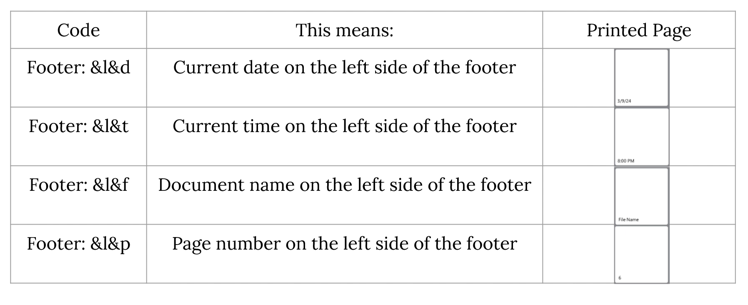 Code This means: Printed Page
Footer: &l&d Current date on the left side of the footer
3/9/24
Footer: &l&t Current time on the left side of the footer
8:00 PM
Footer: &l&f Document name on the left side of the footer
File Name
Footer: &l&p Page number on the left side of the footer